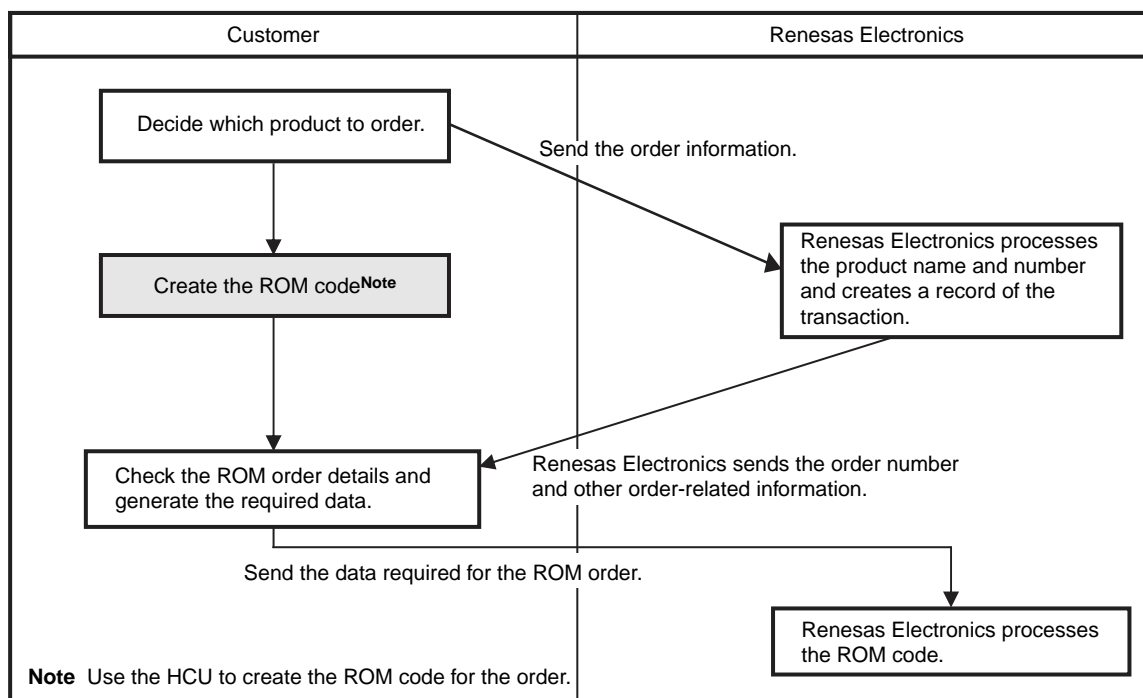 Customer
Renesas Electronics
Decide which product to order.
Send the order information.
Renesas Electronics processes
the product name and number
and creates a record of the
transaction.
Create the ROM codeNote
Check the ROM order details and
generate the required data.
Renesas Electronics sends the order number
and other order-related information.
Send the data required for the ROM order.
Renesas Electronics processes
the ROM code.
Note Use the HCU to create the ROM code for the order.